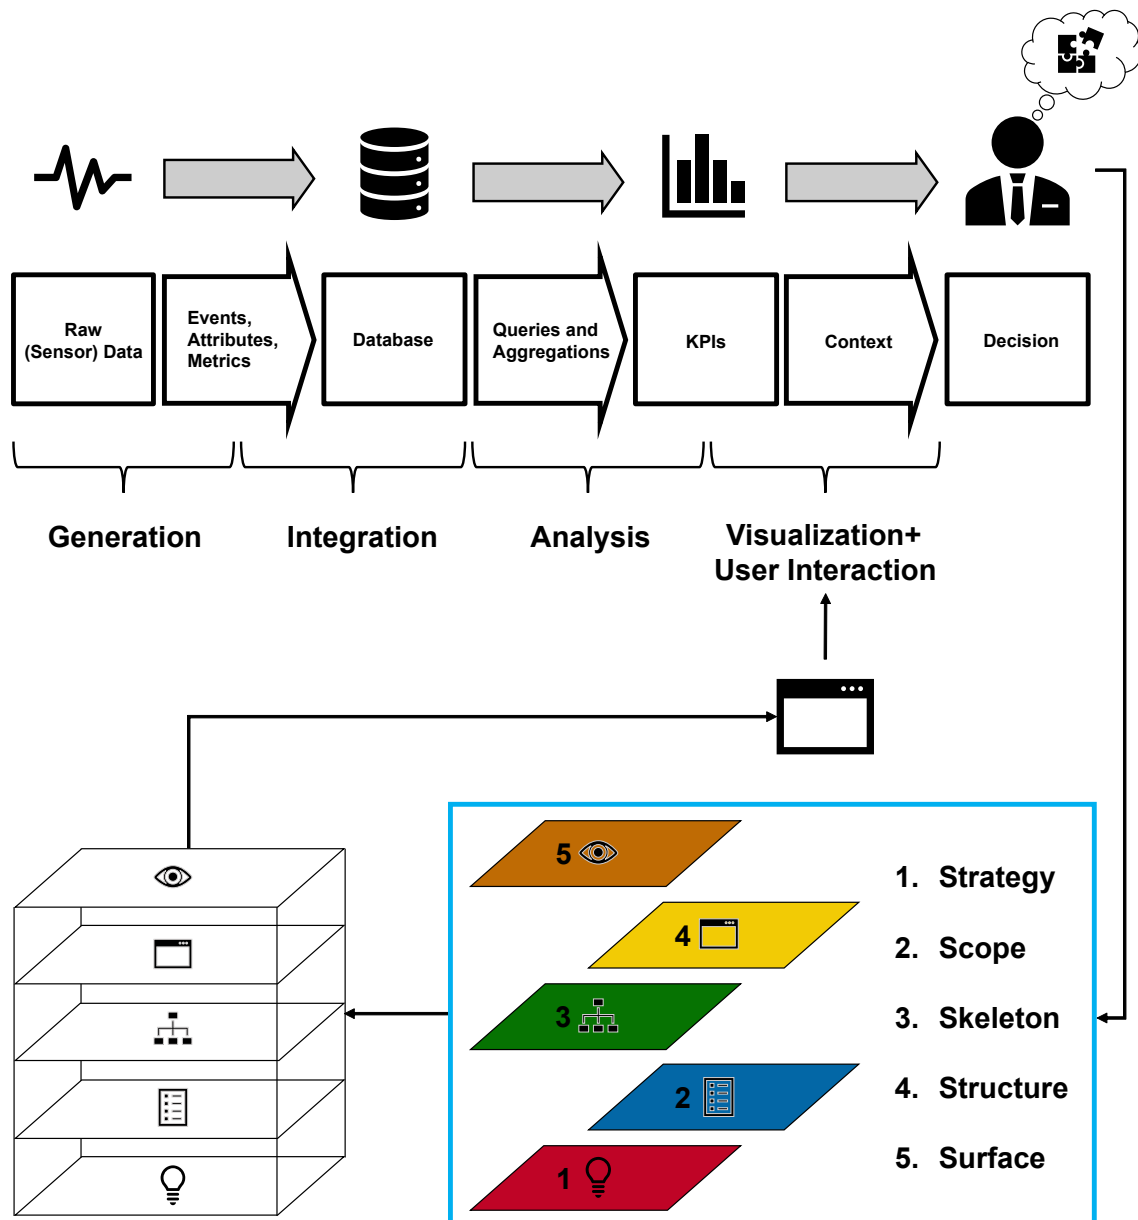 Raw
(Sensor) Data
Events,
Attributes,
Metrics
Database
Queries and
Aggregations
KPIs
Context
Decision
Generation
Integration
Analysis
Visualization+
User Interaction
5
4
3
2
1
1. Strategy
2. Scope
3. Skeleton
4. Structure
5. Surface